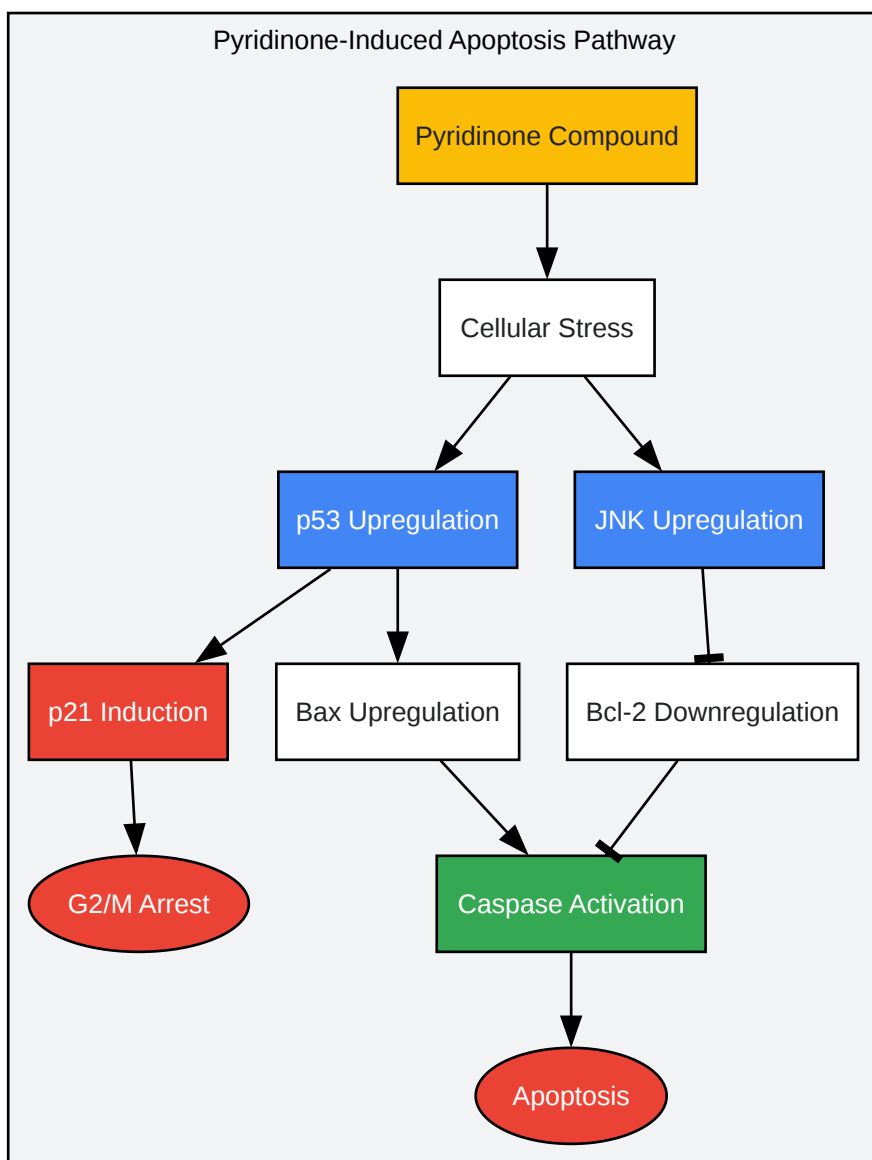 Pyridinone-Induced Apoptosis Pathway
Pyridinone Compound
Cellular Stress
p53 Upregulation
JNK Upregulation
p21 Induction
Bax Upregulation
Bcl-2 Downregulation
G2/M Arrest
Caspase Activation
Apoptosis